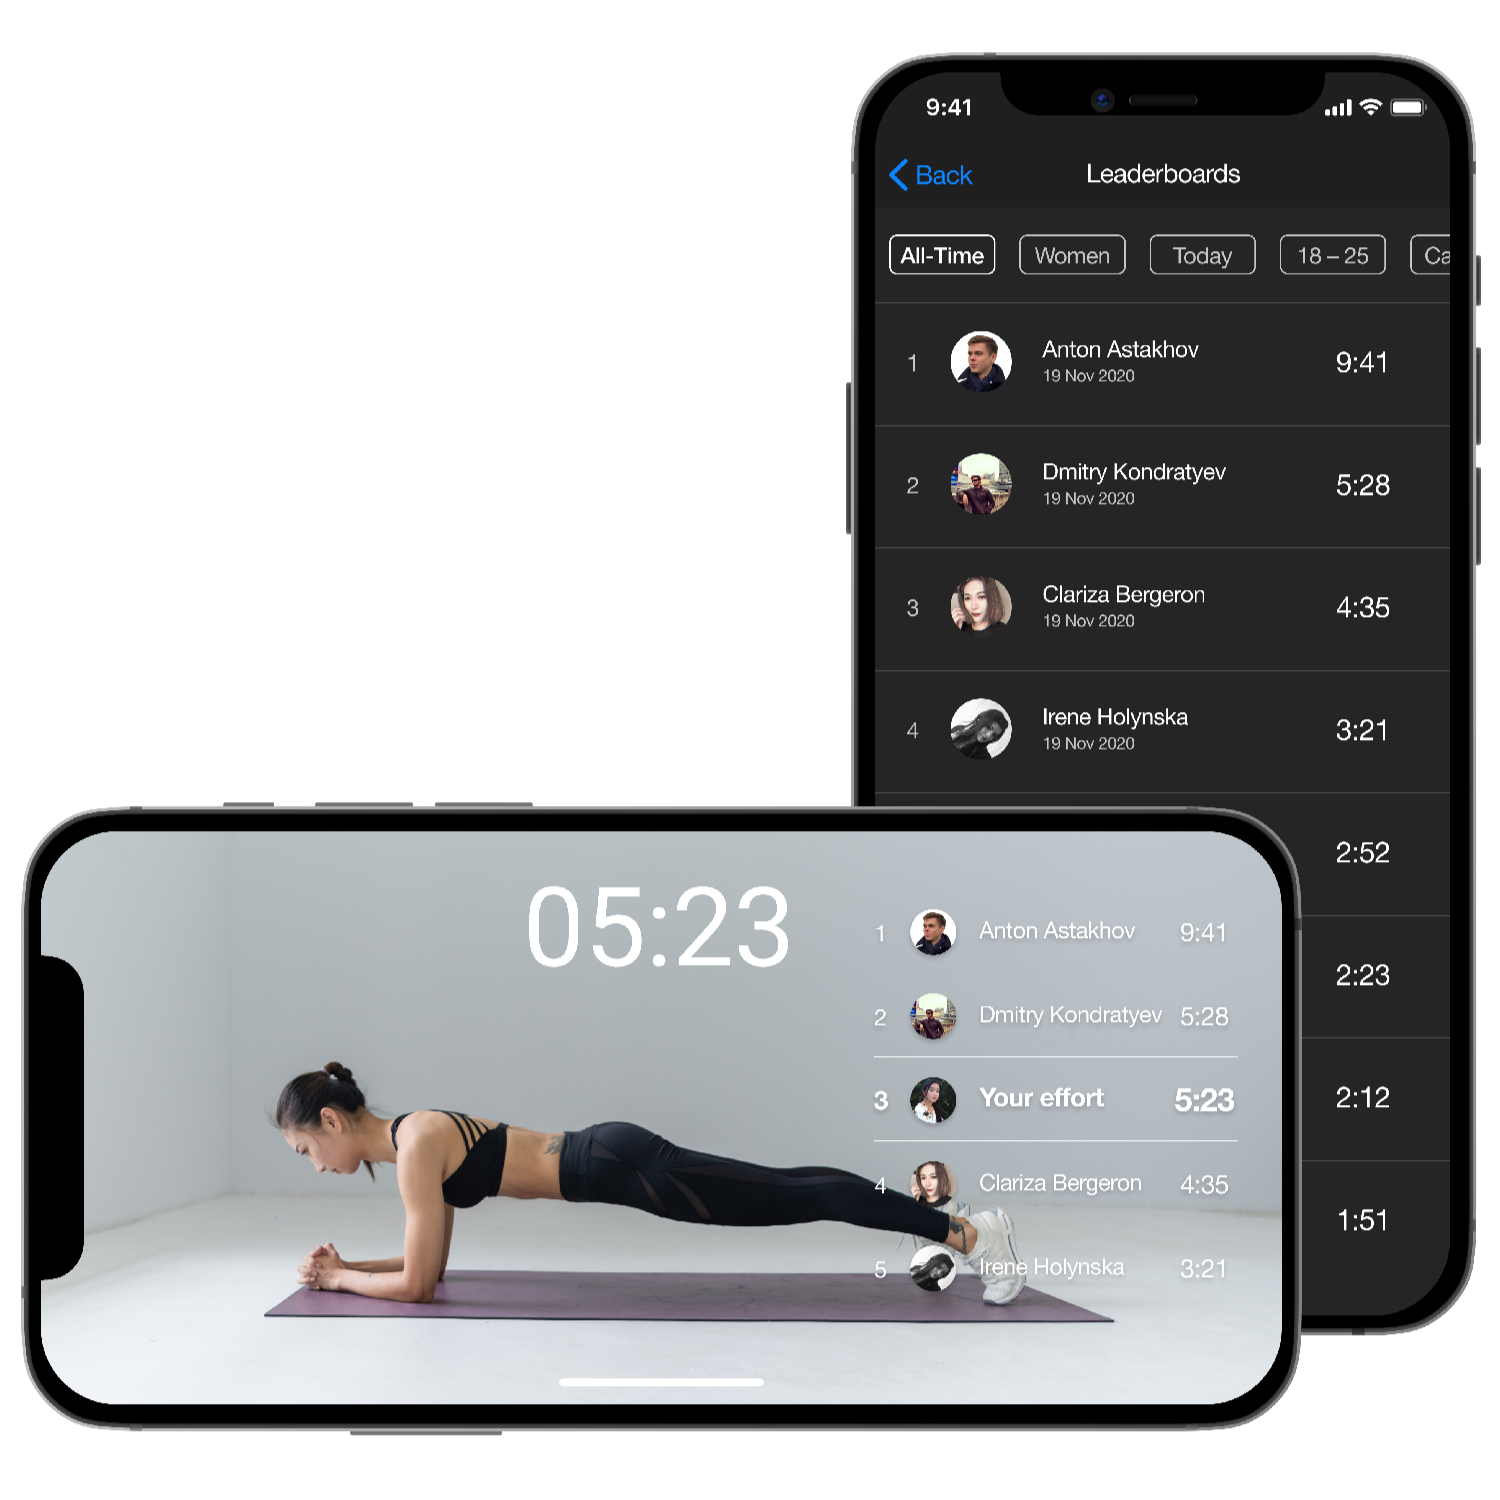 9:41
Back
Leaderboards
All-Time
Women
Today
18 – 25
Ca
1
Anton Astakhov
19 Nov 2020
9:41
2
Dmitry Kondratyev
19 Nov 2020
5:28
3
Clariza Bergeron
19 Nov 2020
4:35
4
Irene Holynska
19 Nov 2020
3:21
2:52
2:23
2:12
1:51
05:23
1
Anton Astakhov
9:41
2
Dmitry Kondratyev
5:28
3
Your effort
5:23
4
Clariza Bergeron
4:35
5
Irene Holynska
3:21